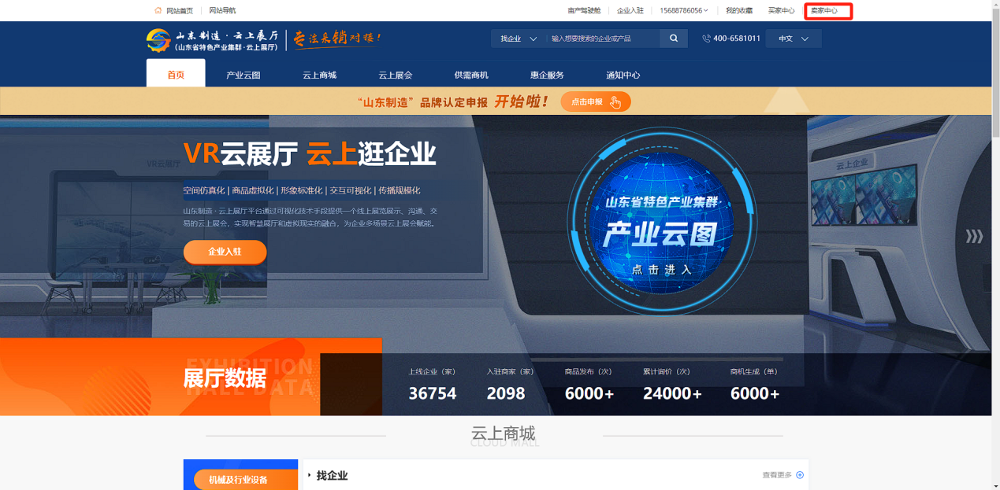 网站首页 网站导航 亩产驾驶舱 企业入驻 15688786056 我的收藏 买家中心 卖家中心
山东制造·云上展厅 专注采销对接！
(山东省特色产业集群·云上展厅) 找企业 输入想要搜索的企业或产品 400-6581011 中文
首页 产业云图 云上商城 云上展会 供需商机 惠企服务 通知中心
“山东制造”品牌认定申报 开始啦！ 点击申报
VR云展厅 云上逛企业
VR云展厅
云上企业
空间仿真化 | 商品虚拟化 | 形象标准化 | 交互可视化 | 传播规模化
山东制造·云上展厅平台通过可视化技术手段提供一个线上展览展示、沟通、交
易的云上展会，实现智慧展厅和虚拟现实的融合，为企业多场景云上展会赋能。
企业入驻
山东省特色产业集群·
产业云图
点击进入
EXHIBITION
HALL DATA
展厅数据
上线企业（家） 入驻商家（家） 商品发布（次） 累计询价（次） 商机生成（单）
36754 2098 6000+ 24000+ 6000+
云上商城
CLOUD MALL
机械及行业设备 找企业 查看更多